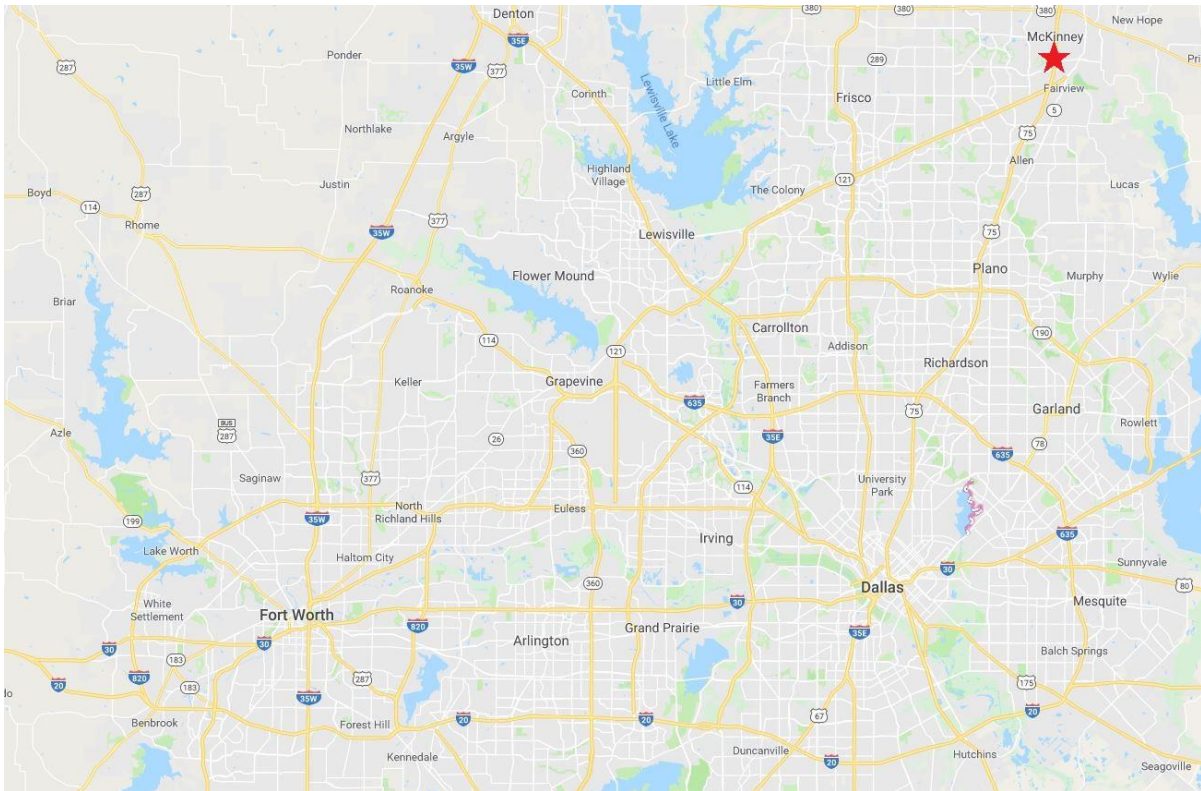 380
380
380
Denton
New Hope
35E
McKinney
287
Ponder
35W
377
289
Pri
Little Elm
Fairview
Corinth
Frisco
Lewisville Lake
5
Northlake
Argyle
75
Allen
Highland
Village
121
Justin
The Colony
Lucas
Boyd
287
114
Rhome
377
35W
Lewisville
75
Plano
Flower Mound
Murphy
Wylie
Roanoke
Briar
Carrollton
190
114
Addison
121
Richardson
Keller
Grapevine
Farmers
Branch
635
75
Garland
Rowlett
BUS
287
Azle
26
35E
78
360
635
Saginaw
377
University
Park
114
North
Richland Hills
Euless
199
35W
635
Irving
Lake Worth
Haltom City
Sunnyvale
30
360
Dallas
80
White
Settlement
30
Mesquite
Fort Worth
820
Grand Prairie
35E
30
Arlington
30
183
Balch Springs
20
820
183
287
175
35W
20
20
67
20
Benbrook
Forest Hill
Kennedale
Duncanville
20
Hutchins
Seagoville
do